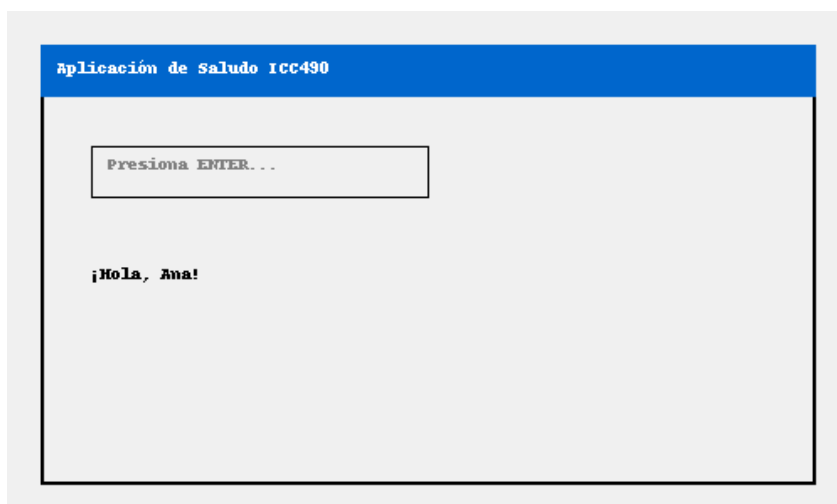 Aplicación de Saludo ICC490
Presiona ENTER...
¡Hola, Ana!